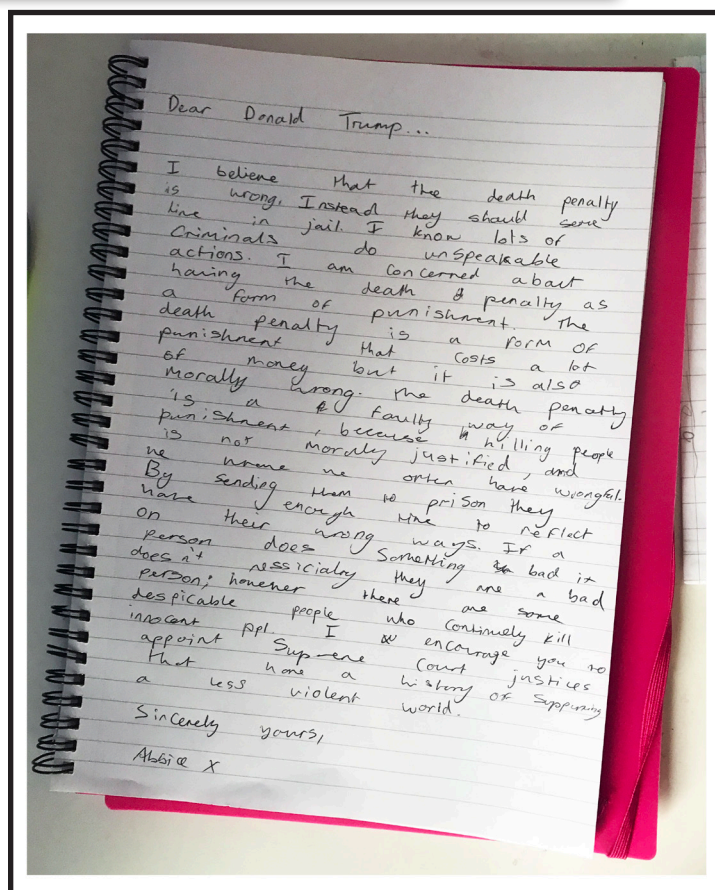 Dear Donald Trump...
I believe that the death penalty
is wrong. Instead they should serve
time in jail. I know lots of
Criminals do unspeakable
actions. I am concerned about
having the death penalty as
a form of punishment. The
death penalty is a form of
punishment that costs a lot
of money but it is also
morally wrong. The death penalty
is a faulty way of
punishment, because killing people
is not morally justified, and
we often have wrongful.
By sending them to prison they
have enough time to reflect
on their wrong ways. If a
person does something bad it
doesn't nessicialry they are a bad
person; however there are some
despicable people who continuely kill
innocent ppl. I encourage you to
appoint Supreme Court justices
that have a history of supporting
a less violent world.
Sincerely yours,
Abbie X